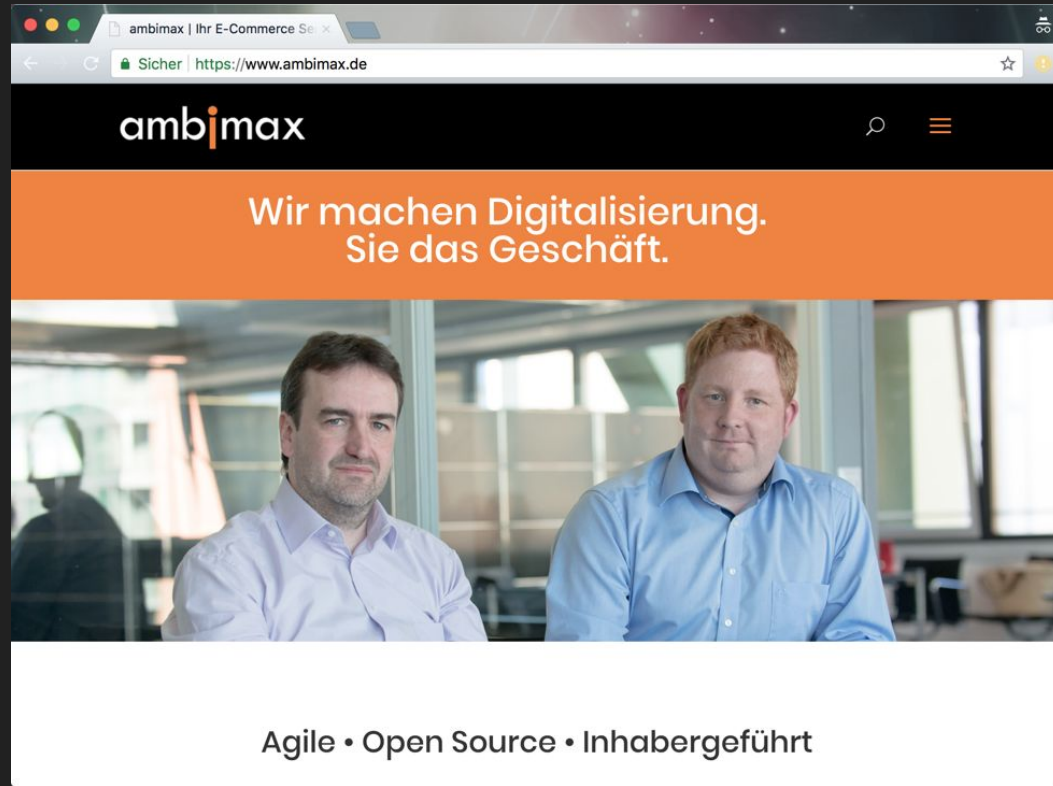 ambimax | Ihr E-Commerce Se
Sicher
https://www.ambimax.de
ambimax
Wir machen Digitalisierung.
Sie das Geschäft.
Agile • Open Source • Inhabergeführt